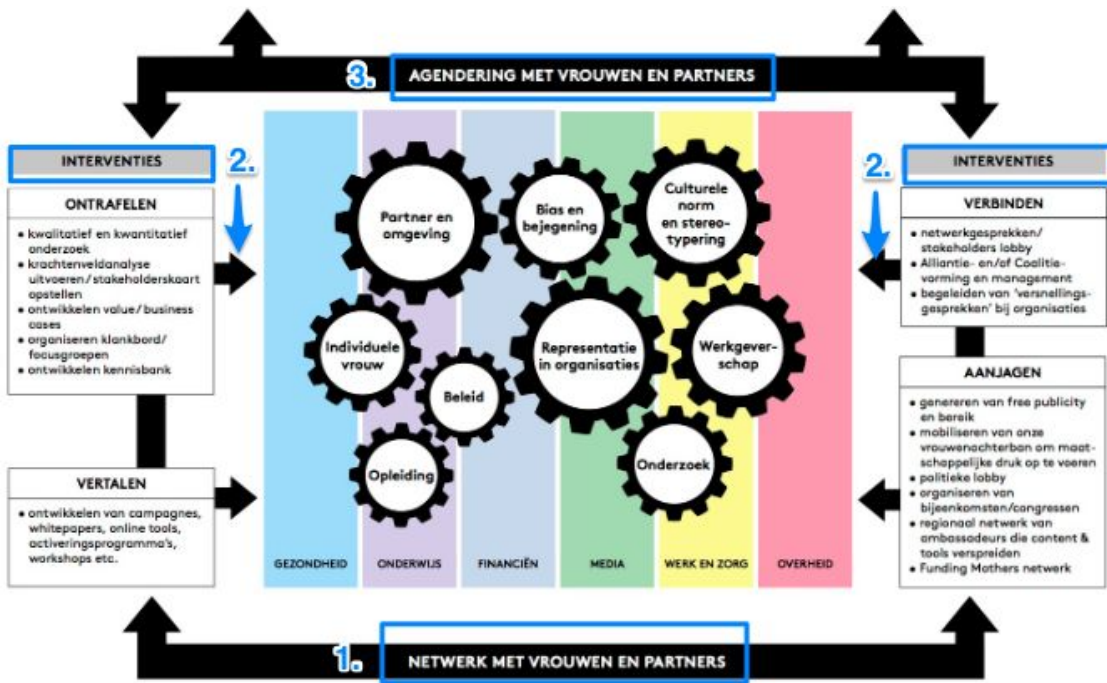 3. AGENDERING MET VROUWEN EN PARTNERS
INTERVENTIES
2.
ONTRAFELEN
• kwalitatief en kwantitatief
onderzoek
• krachtenveldanalyse
uitvoeren/stakeholderskaart
opstellen
• ontwikkelen value/business
cases
• organiseren klankbord/
focusgroepen
• ontwikkelen kennisbank
VERTALEN
• ontwikkelen van campagnes,
whitepapers, online tools,
activeringsprogramma's,
workshops etc.
Partner en
omgeving
Bias en
bejegening
Culturele
norm
en stereo-
typering
Individuele
vrouw
Beleid
Representatie
in organisaties
Werkgever-
schap
Opleiding
Onderzoek
GEZONDHEID
ONDERWIJS
FINANCIËN
MEDIA
WERK EN ZORG
OVERHEID
2.
INTERVENTIES
VERBINDEN
• netwerkgesprekken/
stakeholders lobby
• Alliantie- en/of Coalitie-
vorming en management
• begeleiden van 'versnellings-
gesprekken' bij organisaties
AANJAGEN
• genereren van free publicity
en bereik
• mobiliseren van onze
vrouwenachterban om maat-
schappelijke druk op te voeren
• politieke lobby
• organiseren van
bijeenkomsten/congressen
• regionaal netwerk van
ambassadeurs die content &
tools verspreiden
• Funding Mothers netwerk
1. NETWERK MET VROUWEN EN PARTNERS